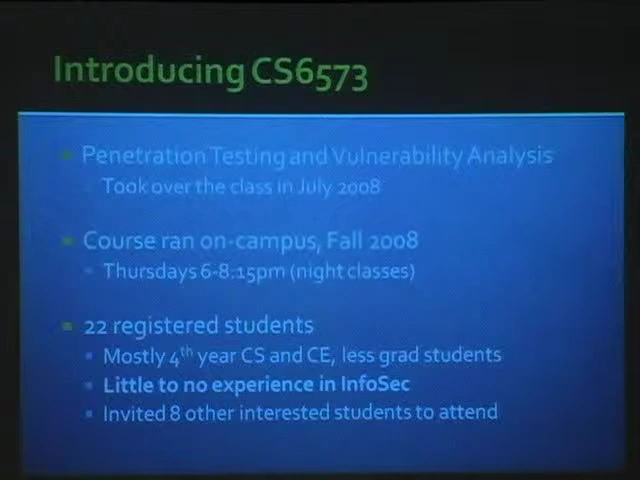 Introducing CS6573
Penetration Testing and Vulnerability Analysis
Took over the class in July 2008
Course ran on-campus, Fall 2008
Thursdays 6-8:15pm (night classes)
22 registered students
Mostly 4th year CS and CE, less grad students
Little to no experience in InfoSec
Invited 8 other interested students to attend